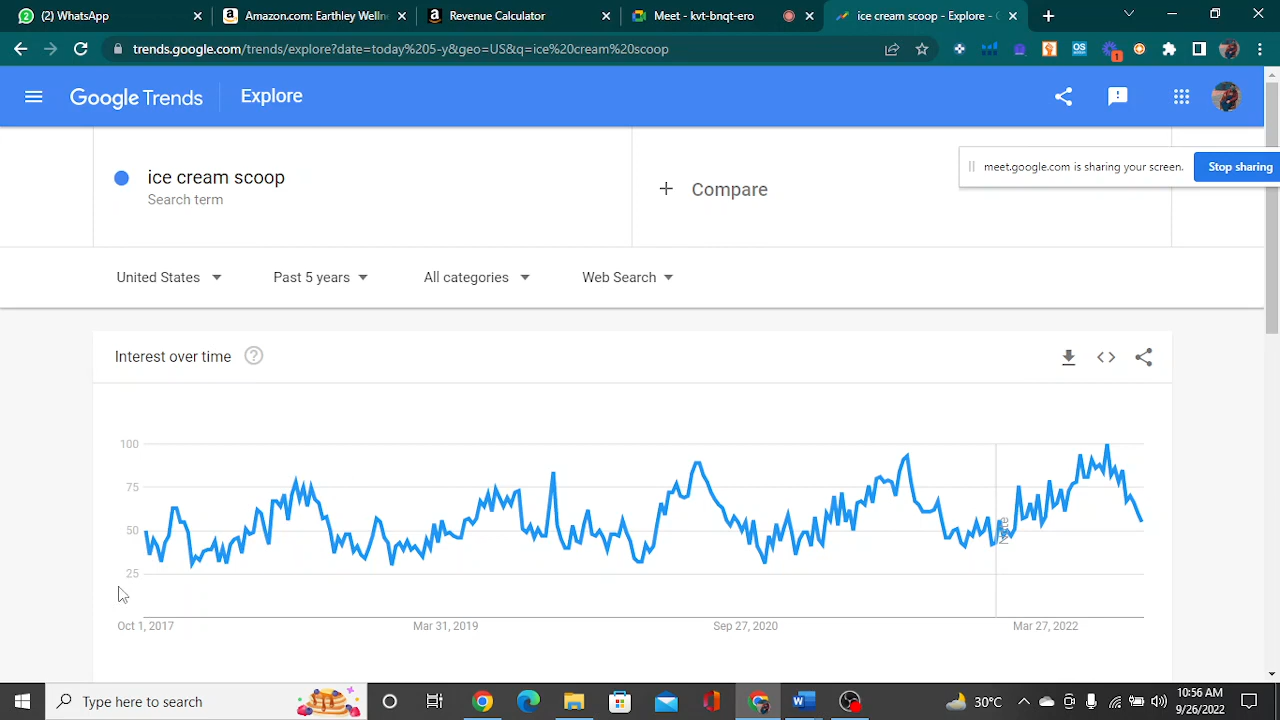 (2) WhatsApp
Amazon.com: Earthley Welln
Revenue Calculator
Meet - kvt-bnqt-ero
ice cream scoop - Explore -
trends.google.com/trends/explore?date=today%205-y&geo=US&q=ice%20cream%20scoop
OS
1
Google Trends
Explore
ice cream scoop
Search term
+ Compare
meet.google.com is sharing your screen.
Stop sharing
United States
Past 5 years
All categories
Web Search
Interest over time
100
75
50
25
Note
Oct 1, 2017
Mar 31, 2019
Sep 27, 2020
Mar 27, 2022
Type here to search
30°C
10:56 AM
9/26/2022